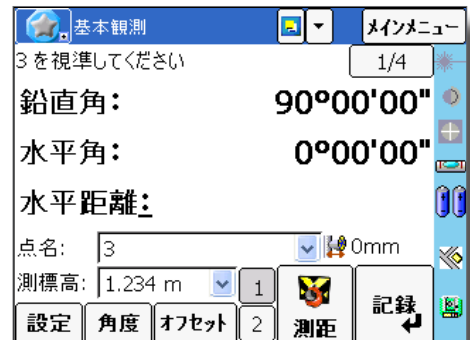 基本観測
メインメニュー
3 を視準してください
1/4
鉛直角: 90°00'00"
水平角: 0°00'00"
水平距離:
点名: 3 0mm
測標高: 1.234 m 1
設定 角度 オフセット 2 測距 記録